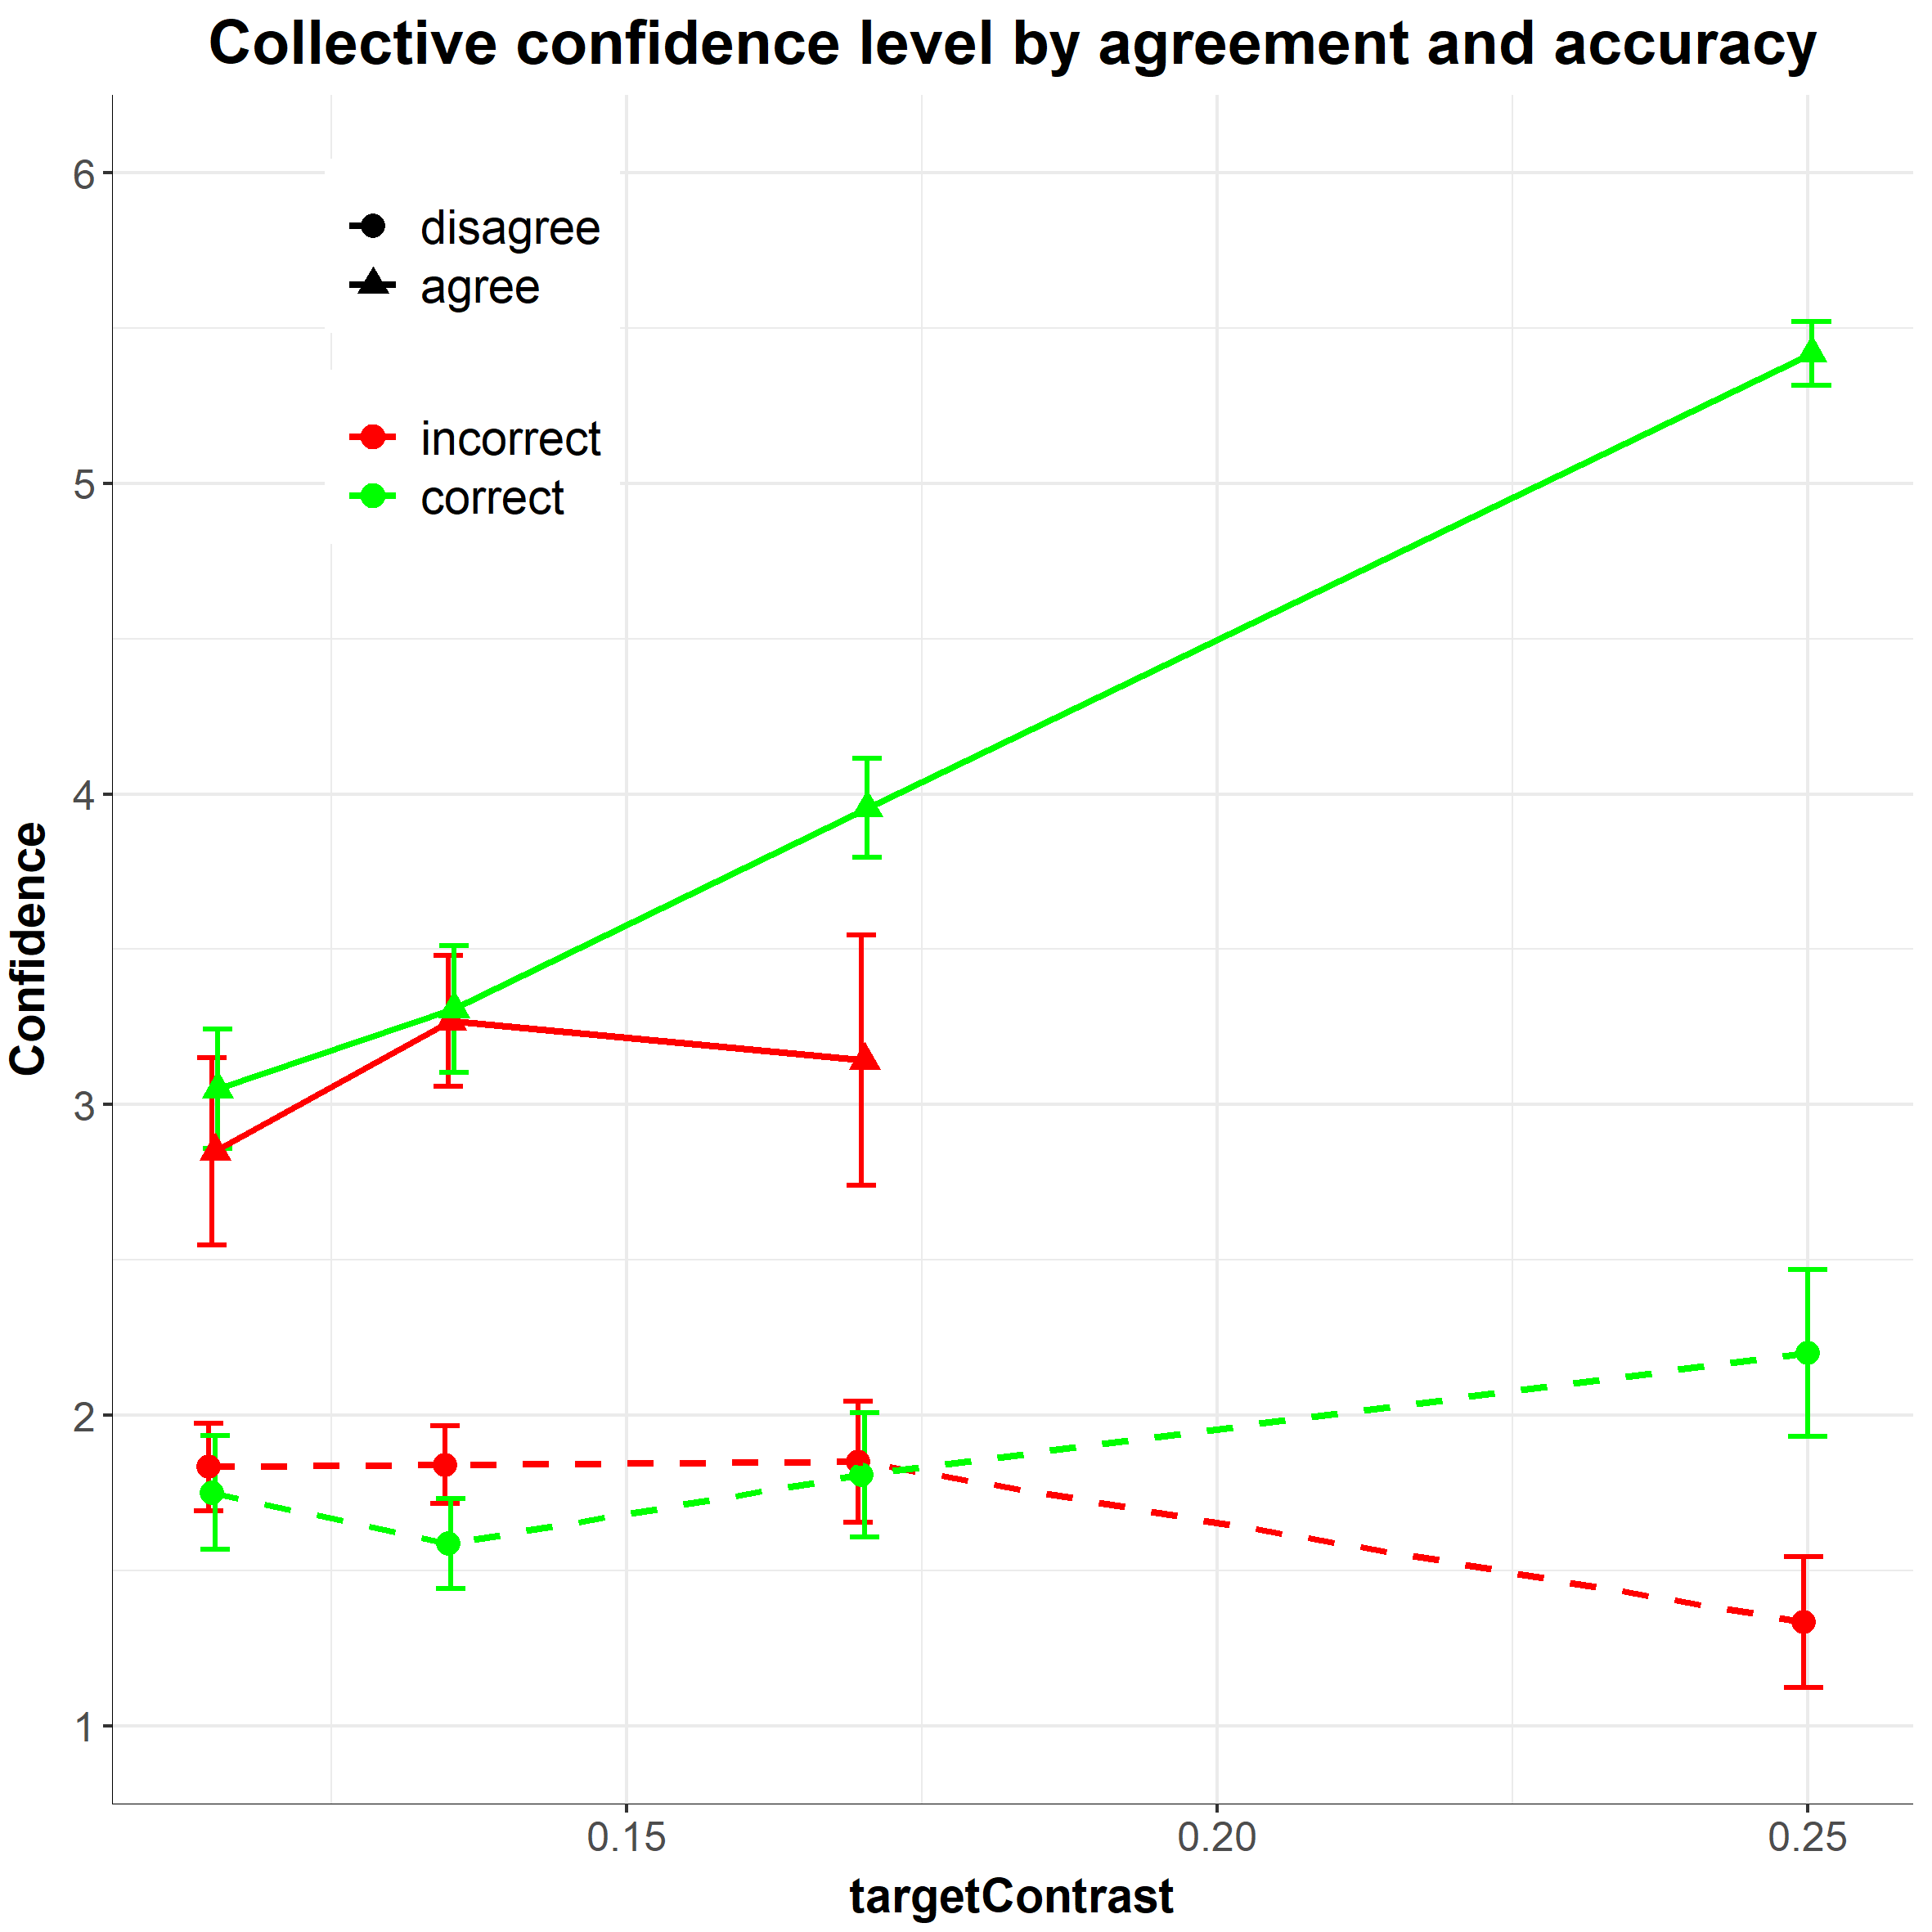 Collective confidence level by agreement and accuracy
6
disagree
agree
incorrect
5
correct
4
Confidence
3
2
1
0.15 0.20 0.25
targetContrast